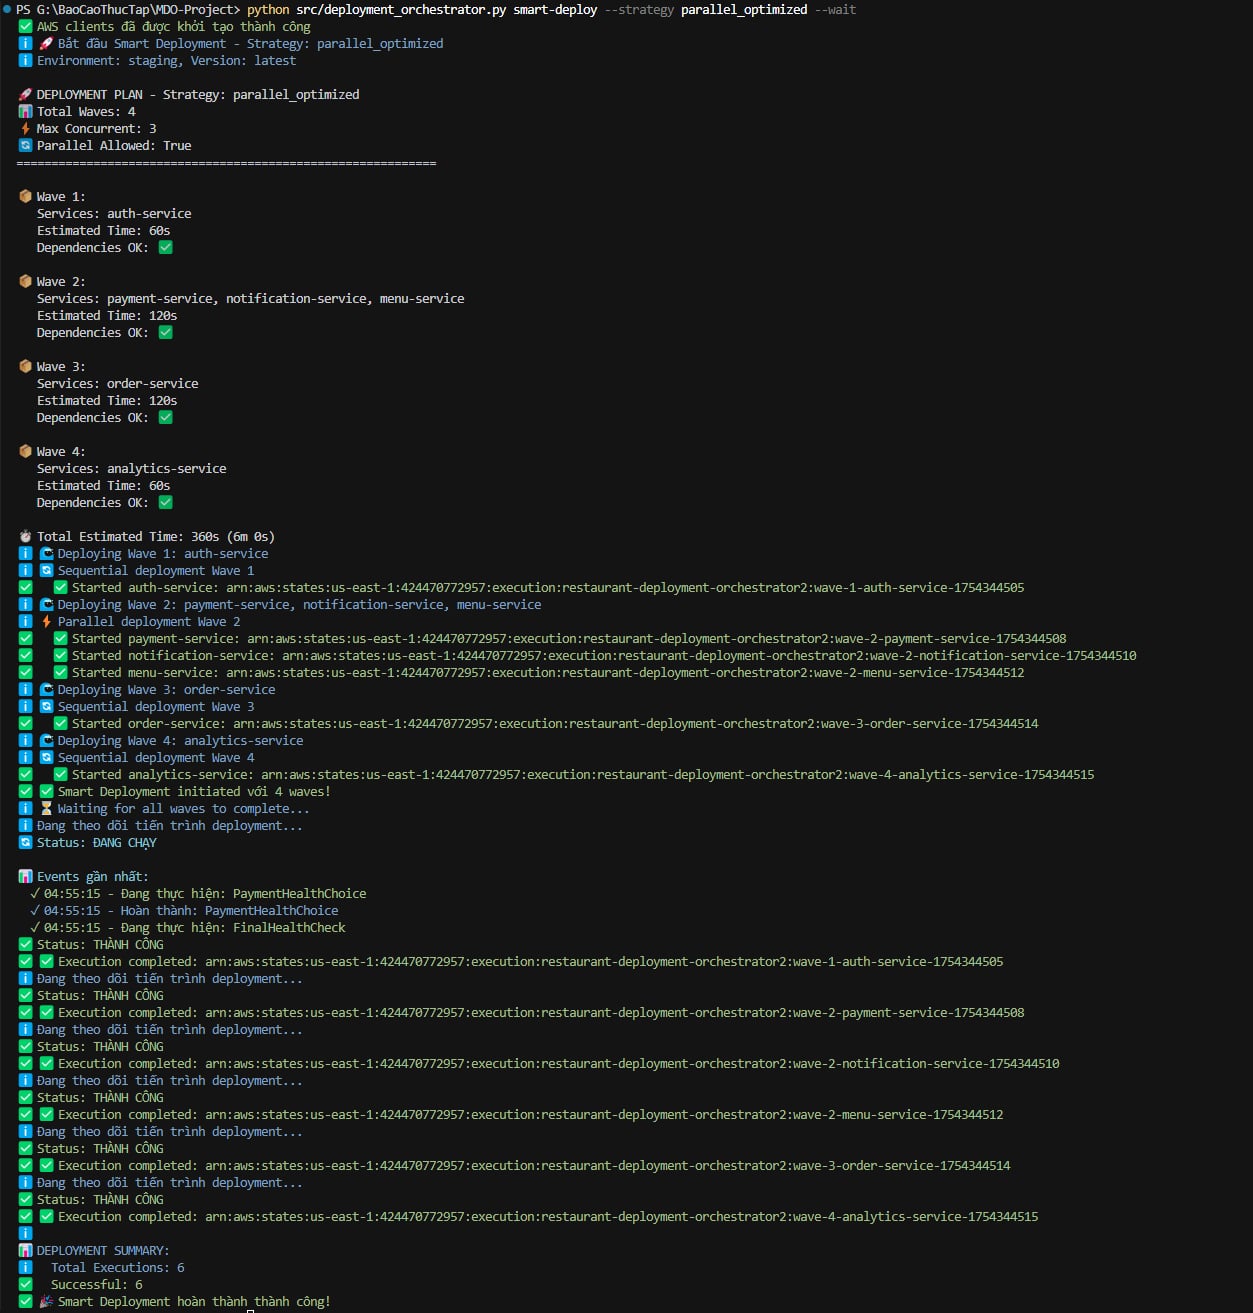 PS G:\BaoCaoThucTap\MDO-Project> python src/deployment_orchestrator.py smart-deploy --strategy parallel_optimized --wait
✅ AWS clients đã được khởi tạo thành công
ℹ️ 🚀 Bắt đầu Smart Deployment - Strategy: parallel_optimized
ℹ️ Environment: staging, Version: latest
🚀 DEPLOYMENT PLAN - Strategy: parallel_optimized
📊 Total Waves: 4
⚡ Max Concurrent: 3
🔄 Parallel Allowed: True
============================================================
📦 Wave 1:
Services: auth-service
Estimated Time: 60s
Dependencies OK: ✅
📦 Wave 2:
Services: payment-service, notification-service, menu-service
Estimated Time: 120s
Dependencies OK: ✅
📦 Wave 3:
Services: order-service
Estimated Time: 120s
Dependencies OK: ✅
📦 Wave 4:
Services: analytics-service
Estimated Time: 60s
Dependencies OK: ✅
⏱️ Total Estimated Time: 360s (6m 0s)
ℹ️ 🌊 Deploying Wave 1: auth-service
ℹ️ 🔄 Sequential deployment Wave 1
✅ ✅ Started auth-service: arn:aws:states:us-east-1:424470772957:execution:restaurant-deployment-orchestrator2:wave-1-auth-service-1754344505
ℹ️ 🌊 Deploying Wave 2: payment-service, notification-service, menu-service
ℹ️ ⚡ Parallel deployment Wave 2
✅ ✅ Started payment-service: arn:aws:states:us-east-1:424470772957:execution:restaurant-deployment-orchestrator2:wave-2-payment-service-1754344508
✅ ✅ Started notification-service: arn:aws:states:us-east-1:424470772957:execution:restaurant-deployment-orchestrator2:wave-2-notification-service-1754344510
✅ ✅ Started menu-service: arn:aws:states:us-east-1:424470772957:execution:restaurant-deployment-orchestrator2:wave-2-menu-service-1754344512
ℹ️ 🌊 Deploying Wave 3: order-service
ℹ️ 🔄 Sequential deployment Wave 3
✅ ✅ Started order-service: arn:aws:states:us-east-1:424470772957:execution:restaurant-deployment-orchestrator2:wave-3-order-service-1754344514
ℹ️ 🌊 Deploying Wave 4: analytics-service
ℹ️ 🔄 Sequential deployment Wave 4
✅ ✅ Started analytics-service: arn:aws:states:us-east-1:424470772957:execution:restaurant-deployment-orchestrator2:wave-4-analytics-service-1754344515
✅ ✅ Smart Deployment initiated với 4 waves!
ℹ️ ⏳ Waiting for all waves to complete...
ℹ️ Đang theo dõi tiến trình deployment...
🔄 Status: ĐANG CHẠY
📊 Events gần nhất:
✓ 04:55:15 - Đang thực hiện: PaymentHealthChoice
✓ 04:55:15 - Hoàn thành: PaymentHealthChoice
✓ 04:55:15 - Đang thực hiện: FinalHealthCheck
✅ Status: THÀNH CÔNG
✅ ✅ Execution completed: arn:aws:states:us-east-1:424470772957:execution:restaurant-deployment-orchestrator2:wave-1-auth-service-1754344505
ℹ️ Đang theo dõi tiến trình deployment...
✅ Status: THÀNH CÔNG
✅ ✅ Execution completed: arn:aws:states:us-east-1:424470772957:execution:restaurant-deployment-orchestrator2:wave-2-payment-service-1754344508
ℹ️ Đang theo dõi tiến trình deployment...
✅ Status: THÀNH CÔNG
✅ ✅ Execution completed: arn:aws:states:us-east-1:424470772957:execution:restaurant-deployment-orchestrator2:wave-2-notification-service-1754344510
ℹ️ Đang theo dõi tiến trình deployment...
✅ Status: THÀNH CÔNG
✅ ✅ Execution completed: arn:aws:states:us-east-1:424470772957:execution:restaurant-deployment-orchestrator2:wave-2-menu-service-1754344512
ℹ️ Đang theo dõi tiến trình deployment...
✅ Status: THÀNH CÔNG
✅ ✅ Execution completed: arn:aws:states:us-east-1:424470772957:execution:restaurant-deployment-orchestrator2:wave-3-order-service-1754344514
ℹ️ Đang theo dõi tiến trình deployment...
✅ Status: THÀNH CÔNG
✅ ✅ Execution completed: arn:aws:states:us-east-1:424470772957:execution:restaurant-deployment-orchestrator2:wave-4-analytics-service-1754344515
ℹ️
📊 DEPLOYMENT SUMMARY:
ℹ️ Total Executions: 6
✅ Successful: 6
✅ 🎉 Smart Deployment hoàn thành thành công!